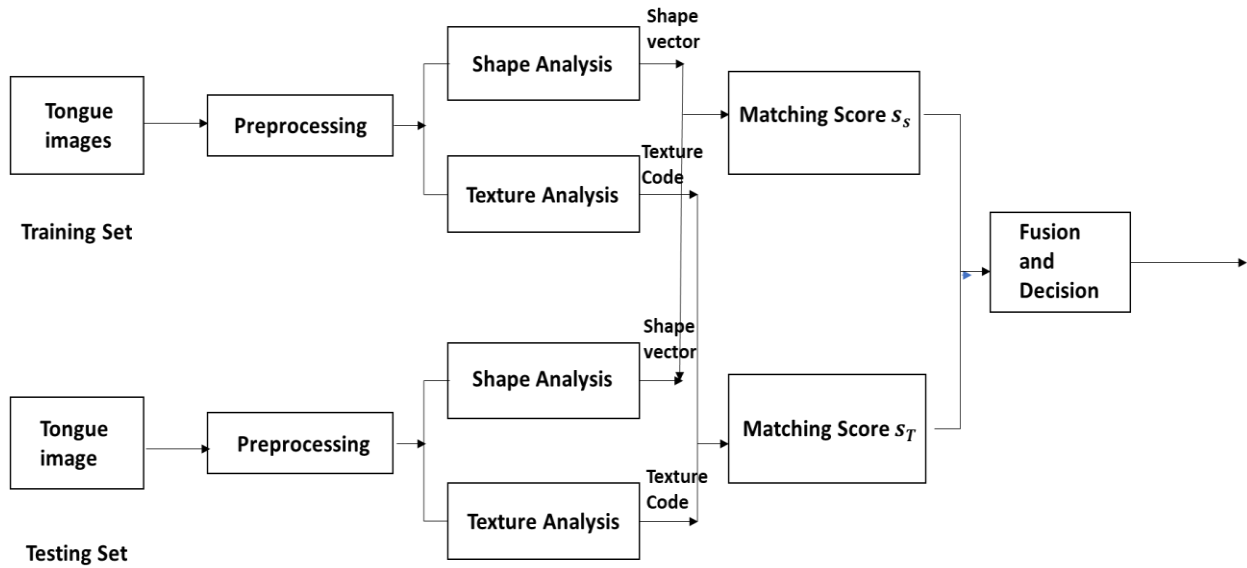 Shape
vector
Shape Analysis
Tongue
images
Preprocessing
Matching Score s_s
Texture
Code
Texture Analysis
Training Set
Fusion
and
Decision
Shape
vector
Shape Analysis
Tongue
image
Preprocessing
Matching Score s_T
Texture
Code
Texture Analysis
Testing Set